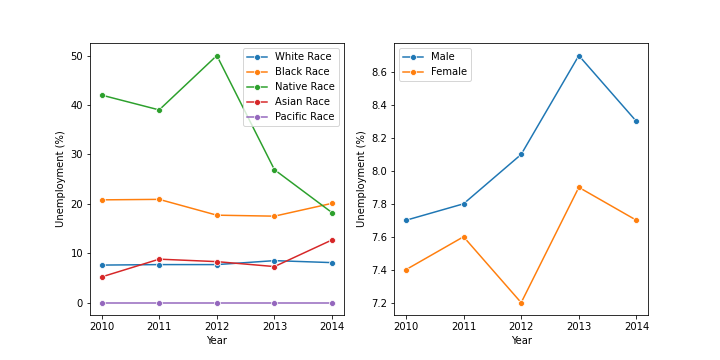 50
40
30
20
10
0
Unemployment (%)
2010 2011 2012 2013 2014
Year
White Race
Black Race
Native Race
Asian Race
Pacific Race
8.6
8.4
8.2
8.0
7.8
7.6
7.4
7.2
Unemployment (%)
2010 2011 2012 2013 2014
Year
Male
Female